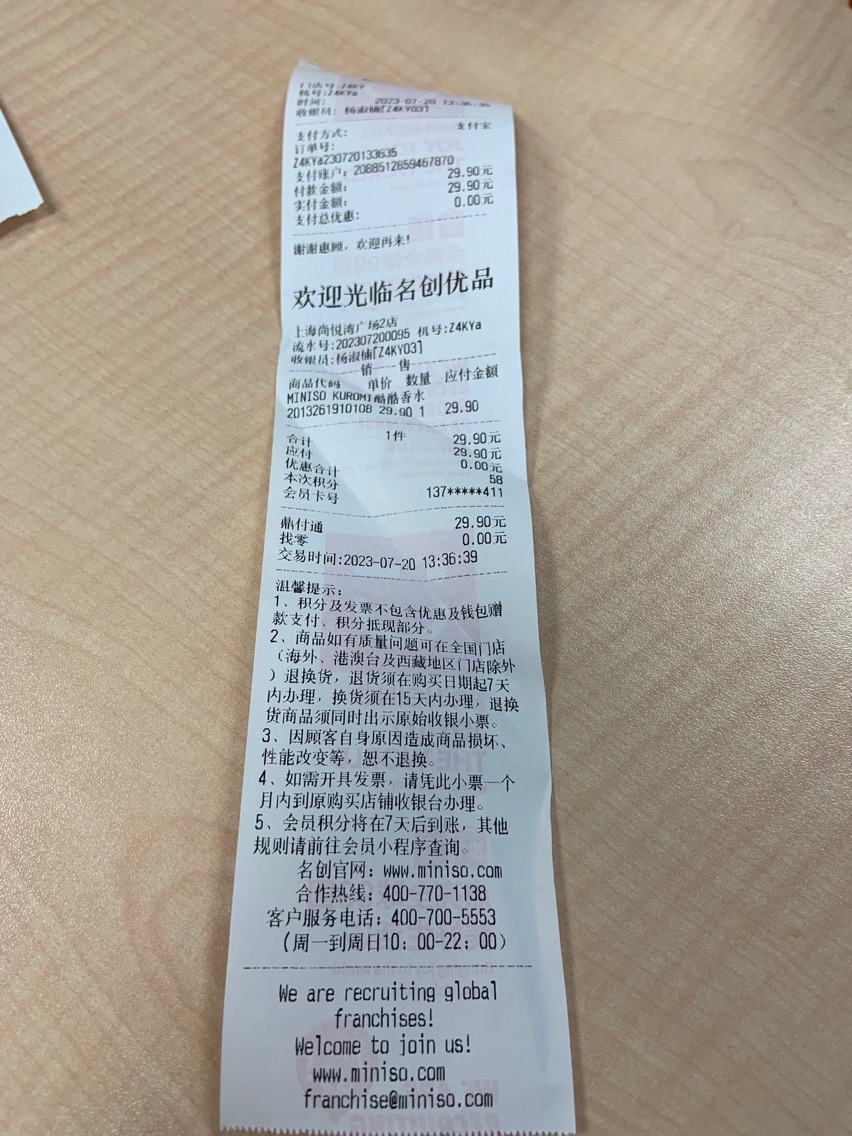 机号:Z4KYa
时间: 2023-07-20 13:36:36
收银员: 杨淑楠[Z4KY03]
支付方式: 支付宝
订单号:
Z4KYa230720133635
支付账户: 2088512859467870
付款金额: 29.90元
实付金额: 29.90元
支付总优惠: 0.00元
谢谢惠顾, 欢迎再来!
欢迎光临名创优品
上海尚悦湾广场2店
流水号:202307200095 机号:Z4KYa
收银员:杨淑楠[Z4KY03]
销 售
商品代码 单价 数量 应付金额
MINISO KUROMI酷酷香水
2013261910108 29.90 1 29.90
合计 1件 29.90元
应付 29.90元
优惠合计 0.00元
本次积分 58
会员卡号 137*****411
鼎付通 29.90元
找零 0.00元
交易时间:2023-07-20 13:36:39
温馨提示:
1、积分及发票不包含优惠及钱包赠
款支付、积分抵现部分。
2、商品如有质量问题可在全国门店
（海外、港澳台及西藏地区门店除外
）退换货，退货须在购买日期起7天
内办理，换货须在15天内办理，退换
货商品须同时出示原始收银小票。
3、因顾客自身原因造成商品损坏、
性能改变等，恕不退换。
4、如需开具发票，请凭此小票一个
月内到原购买店铺收银台办理。
5、会员积分将在7天后到账，其他
规则请前往会员小程序查询。
名创官网：www.miniso.com
合作热线：400-770-1138
客户服务电话：400-700-5553
（周一到周日10：00-22：00）
We are recruiting global
franchises!
Welcome to join us!
www.miniso.com
franchise@miniso.com